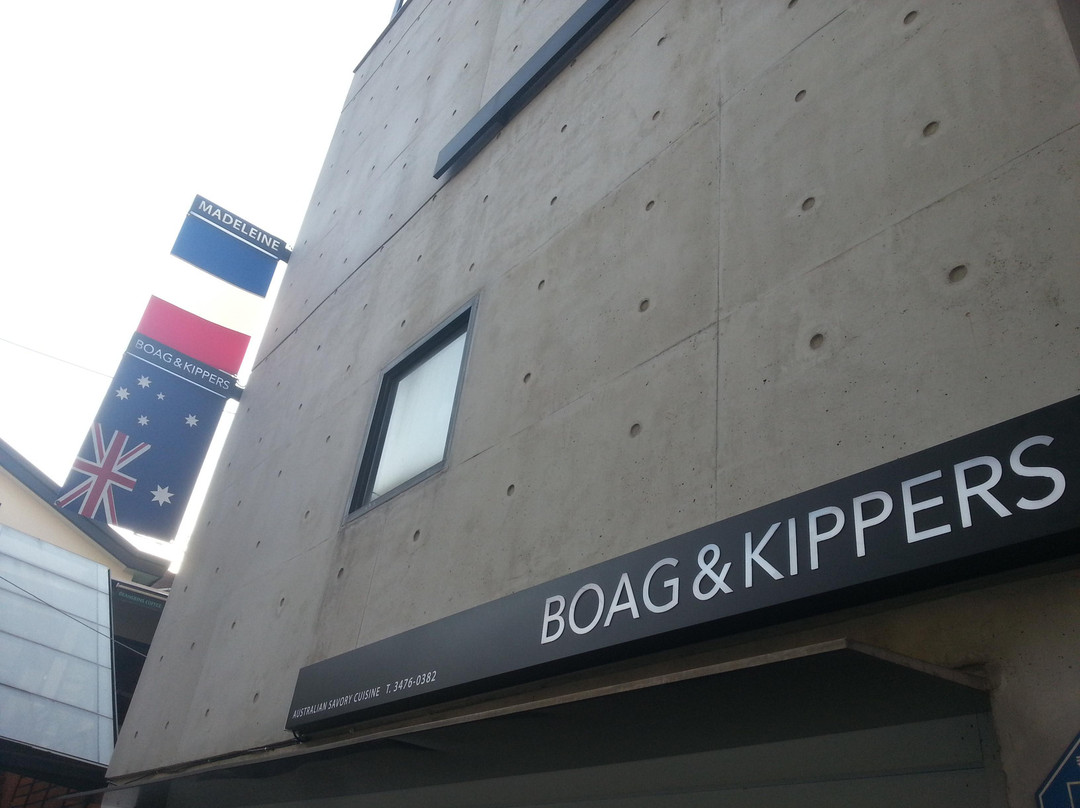 MADELEINE
BOAG & KIPPERS
BOAG & KIPPERS
AUSTRALIAN SAVORY CUISINE T. 3476-0382